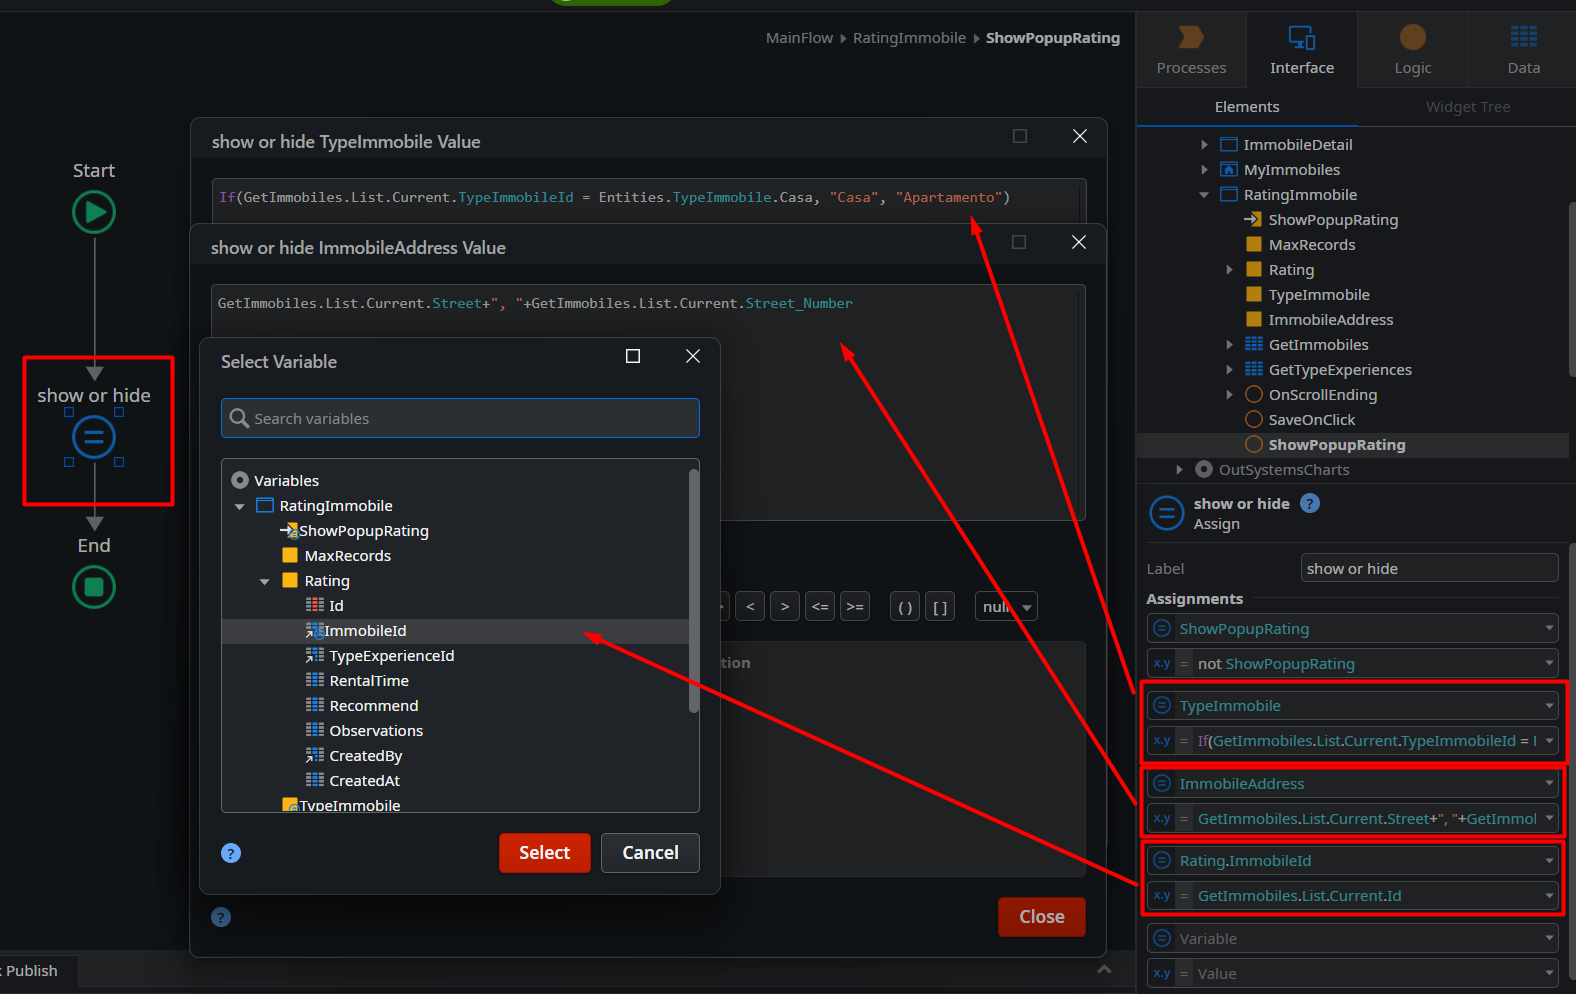 MainFlow RatingImmobile ShowPopupRating
Processes
Interface
Logic
Data
Elements
Widget Tree
Start
show or hide
End
show or hide TypeImmobile Value
If(GetImmobiles.List.Current.TypeImmobileId = Entities.TypeImmobile.Casa, "Casa", "Apartamento")
show or hide ImmobileAddress Value
GetImmobiles.List.Current.Street+", "+GetImmobiles.List.Current.Street_Number
Select Variable
Search variables
Variables
RatingImmobile
ShowPopupRating
MaxRecords
Rating
Id
ImmobileId
TypeExperienceId
RentalTime
Recommend
Observations
CreatedBy
CreatedAt
TypeImmobile
?
Select
Cancel
< > <= >= () [] null
tion
?
Close
Publish
ImmobileDetail
MyImmobiles
RatingImmobile
ShowPopupRating
MaxRecords
Rating
TypeImmobile
ImmobileAddress
GetImmobiles
GetTypeExperiences
OnScrollEnding
SaveOnClick
ShowPopupRating
OutSystemsCharts
show or hide ?
Assign
Label show or hide
Assignments
ShowPopupRating
x.y = not ShowPopupRating
TypeImmobile
x.y = If(GetImmobiles.List.Current.TypeImmobileId =
ImmobileAddress
x.y = GetImmobiles.List.Current.Street+", "+GetImmol
Rating.ImmobileId
x.y = GetImmobiles.List.Current.Id
Variable
x.y = Value